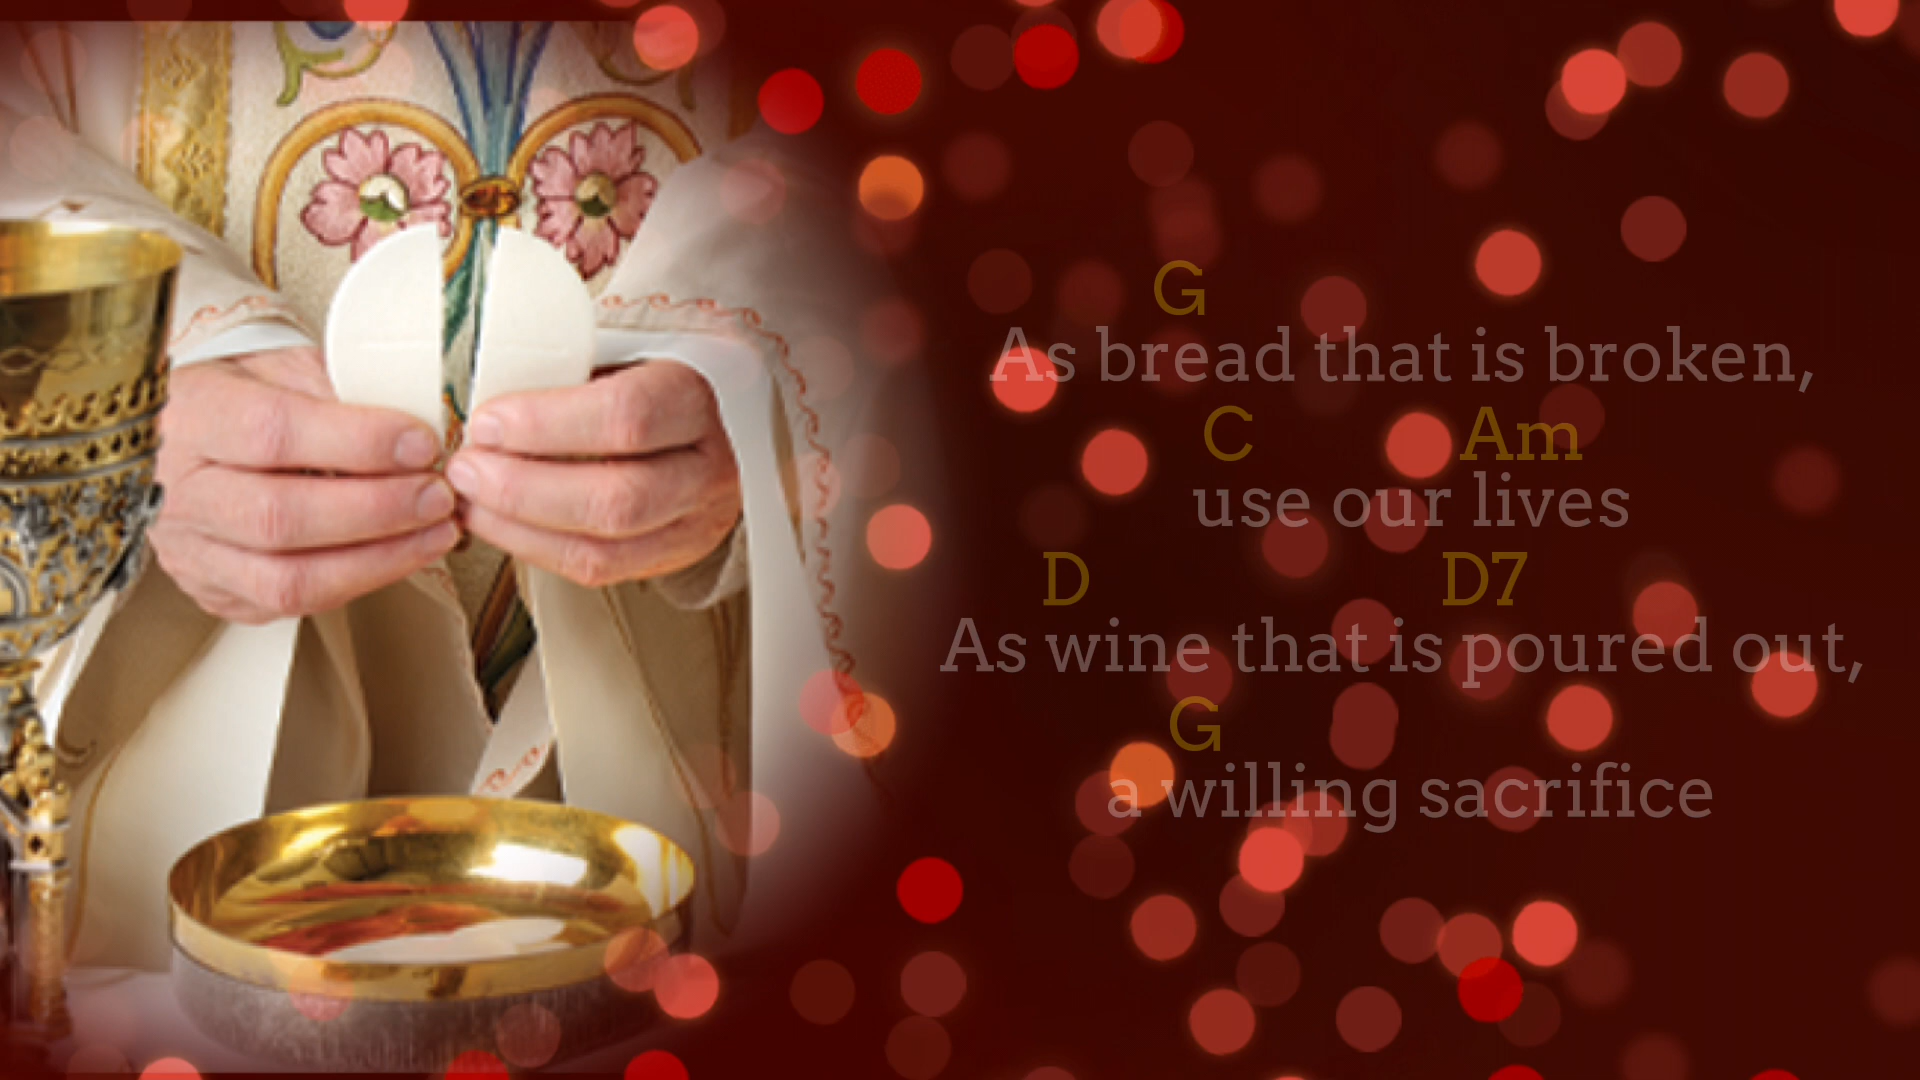 G
As bread that is broken,
C Am
use our lives
D D7
As wine that is poured out,
G
a willing sacrifice